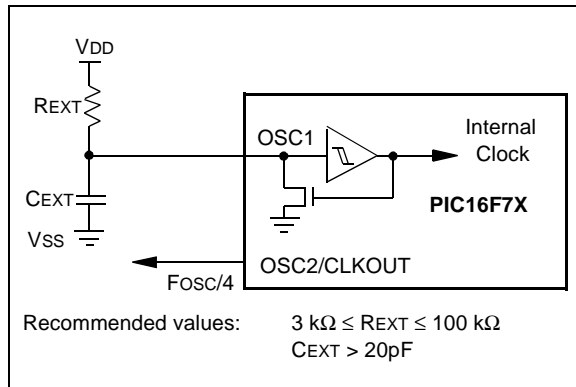 VDD
REXT
OSC1
Internal
Clock
CEXT
PIC16F7X
VSS
OSC2/CLKOUT
FOSC/4
Recommended values: 3 kΩ ≤ REXT ≤ 100 kΩ
CEXT > 20pF